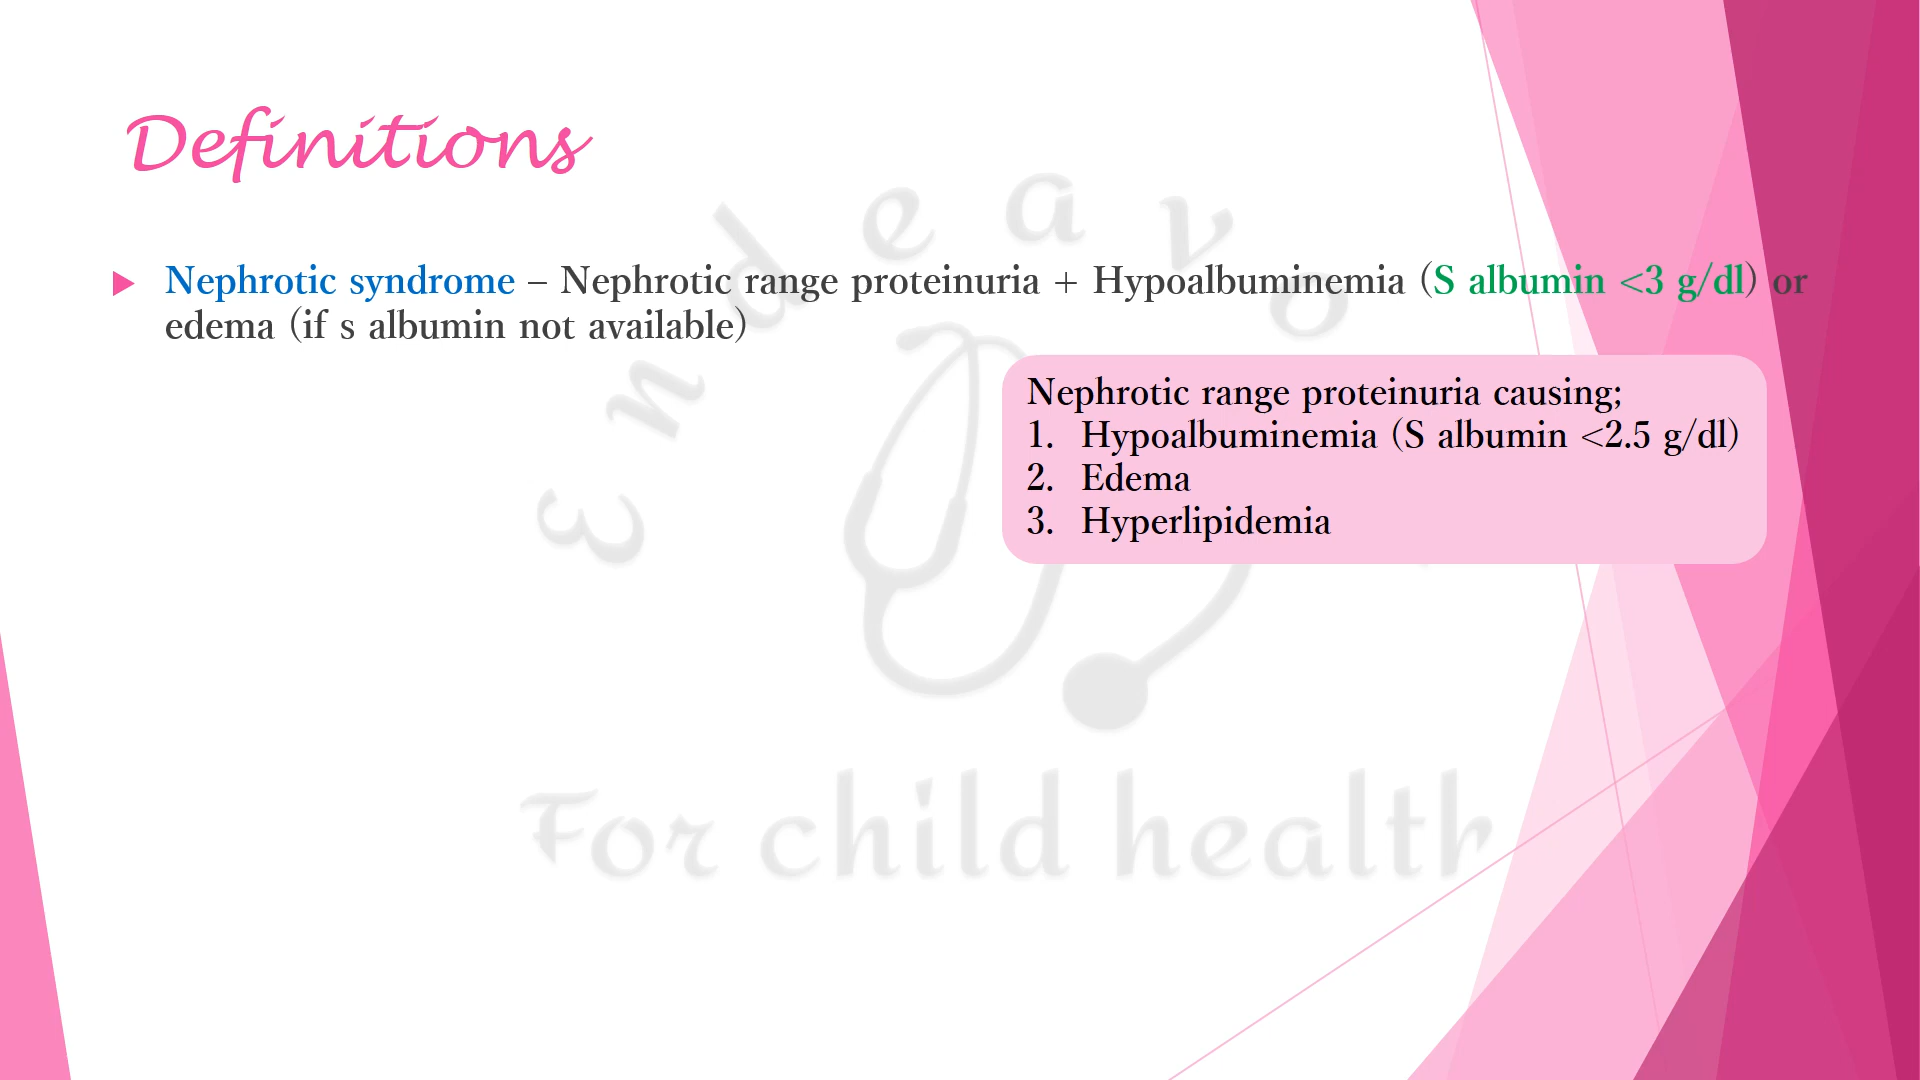 Definitions
Nephrotic syndrome – Nephrotic range proteinuria + Hypoalbuminemia (S albumin <3 g/dl) or
edema (if s albumin not available)
Nephrotic range proteinuria causing;
1. Hypoalbuminemia (S albumin <2.5 g/dl)
2. Edema
3. Hyperlipidemia
Endeavo
For child health